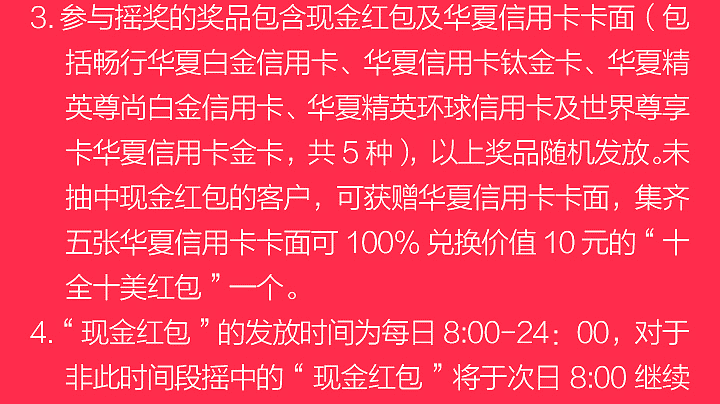 3. 参与摇奖的奖品包含现金红包及华夏信用卡卡面（包
括畅行华夏白金信用卡、华夏信用卡钛金卡、华夏精
英尊尚白金信用卡、华夏精英环球信用卡及世界尊享
卡华夏信用卡金卡，共 5 种），以上奖品随机发放。未
抽中现金红包的客户，可获赠华夏信用卡卡面，集齐
五张华夏信用卡卡面可 100% 兑换价值 10 元的“十
全十美红包”一个。
4.“现金红包”的发放时间为每日 8:00-24：00，对于
非此时间段摇中的“现金红包”将于次日 8:00 继续